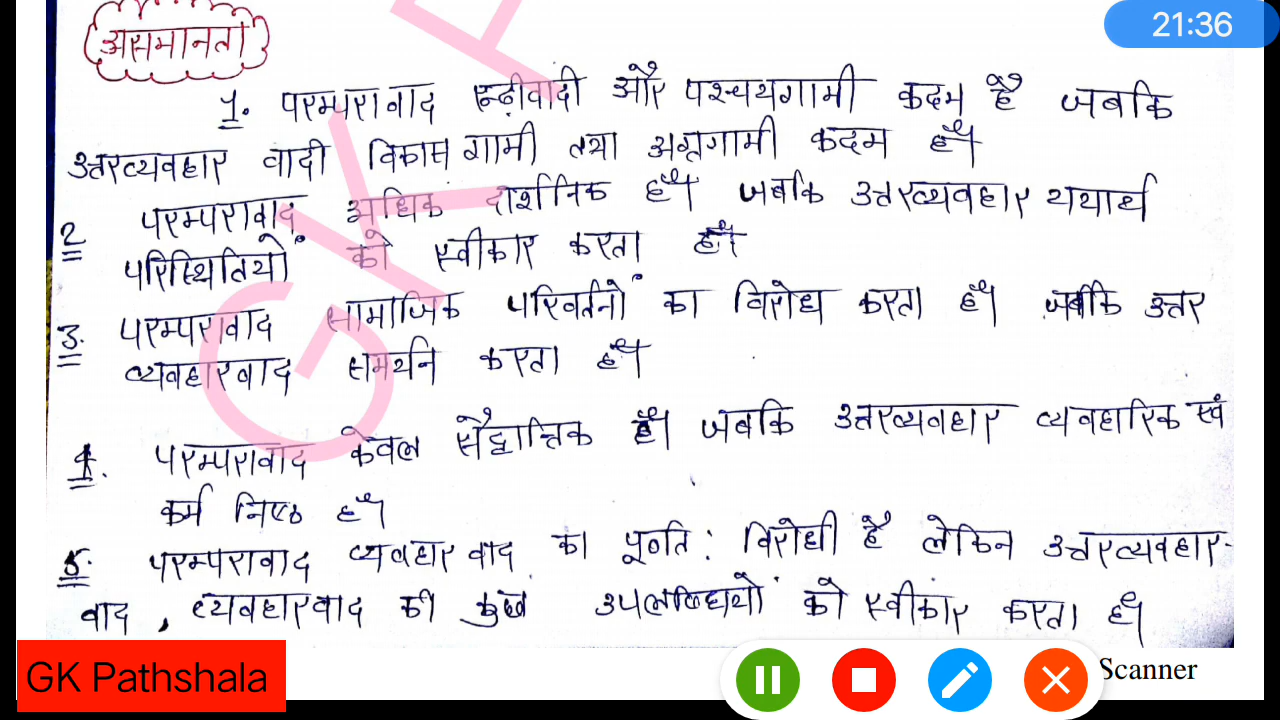 21:36
असमानता
1. परम्परावाद रूढ़ीवादी और पश्चयगामी कदम है जबकि
उत्तरव्यवहार वादी विकास गामी तथा अग्रगामी कदम है।
2 परम्परावाद अधिक दार्शनिक है। जबकि उत्तरव्यवहार यथार्थ
परिस्थितियों को स्वीकार करता है।
3. परम्परावाद सामाजिक परिवर्तनों का विरोध करता है। जबकि उत्तर
व्यवहारवाद समर्थन करता है।
4. परम्परावाद केवल सैद्धान्तिक है। जबकि उत्तरव्यवहार व्यवहारिक एवं
कर्म निष्ठ है।
5. परम्परावाद व्यवहारवाद का पूर्णत: विरोधी है लेकिन उत्तरव्यवहार-
वाद, व्यवहारवाद की कुछ उपलब्धियों को स्वीकार करता है।
GK Pathshala
Scanner